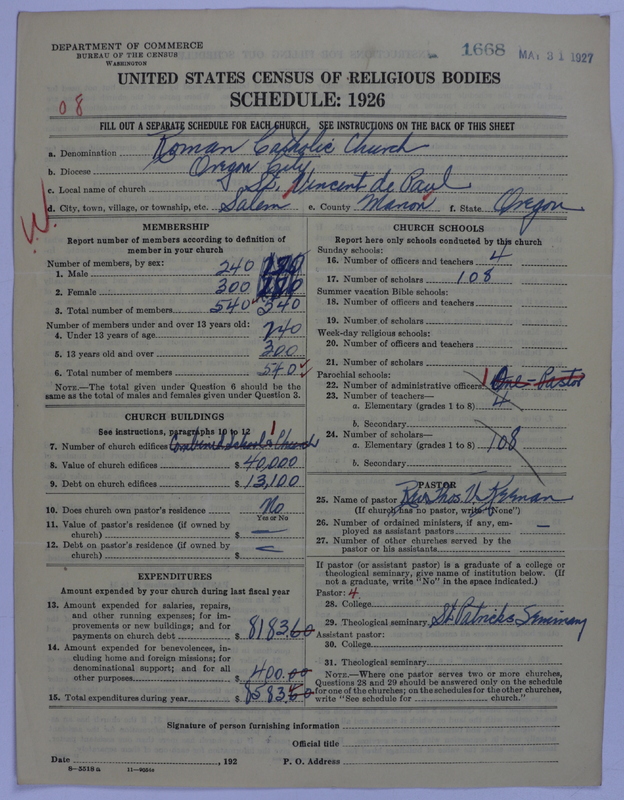 DEPARTMENT OF COMMERCE
BUREAU OF THE CENSUS
WASHINGTON
1668 MAY 31 1927
UNITED STATES CENSUS OF RELIGIOUS BODIES
SCHEDULE: 1926
08
FILL OUT A SEPARATE SCHEDULE FOR EACH CHURCH. SEE INSTRUCTIONS ON THE BACK OF THIS SHEET
a. Denomination Roman Catholic Church
b. Diocese Oregon City
c. Local name of church St. Vincent de Paul
d. City, town, village, or township, etc. Salem e. County Marion f. State Oregon
W.
MEMBERSHIP
Report number of members according to definition of
member in your church
Number of members, by sex:
1. Male 240
2. Female 300
3. Total number of members 540 340
Number of members under and over 13 years old:
4. Under 13 years of age 240
5. 13 years old and over 300
6. Total number of members 540
NOTE.—The total given under Question 6 should be the
same as the total of males and females given under Question 3.
CHURCH BUILDINGS
See instructions, paragraphs 10 to 12
7. Number of church edifices Combined School & Church 1
8. Value of church edifices $ 40,000
9. Debt on church edifices $ 13,100
10. Does church own pastor's residence No
Yes or No
11. Value of pastor's residence (if owned by
church) $ —
12. Debt on pastor's residence (if owned by
church) $ —
EXPENDITURES
Amount expended by your church during last fiscal year
13. Amount expended for salaries, repairs,
and other running expenses; for im-
provements or new buildings; and for
payments on church debt $ 8183.60
14. Amount expended for benevolences, in-
cluding home and foreign missions; for
denominational support; and for all
other purposes $ 400.00
15. Total expenditures during year $ 8583.60
CHURCH SCHOOLS
Report here only schools conducted by this church
Sunday schools:
16. Number of officers and teachers 4
17. Number of scholars 108
Summer vacation Bible schools:
18. Number of officers and teachers
19. Number of scholars
Week-day religious schools:
20. Number of officers and teachers
21. Number of scholars
Parochial schools:
22. Number of administrative officers 1 One - Pastor
23. Number of teachers—
a. Elementary (grades 1 to 8) 4
b. Secondary
24. Number of scholars—
a. Elementary (grades 1 to 8) 108
b. Secondary
PASTOR
25. Name of pastor Rev Thos V. Keenan
(If church has no pastor, write "None")
26. Number of ordained ministers, if any, em-
ployed as assistant pastors —
27. Number of other churches served by the
pastor or his assistants
If pastor (or assistant pastor) is a graduate of a college or
theological seminary, give name of institution below. (If
not a graduate, write "No" in the space indicated.)
Pastor: 4
28. College
29. Theological seminary St. Patricks Seminary
Assistant pastor:
30. College
31. Theological seminary
NOTE.—Where one pastor serves two or more churches,
Questions 28 and 29 should be answered only on the schedule
for one of the churches; on the schedules for the other churches,
write "See schedule for church."
Signature of person furnishing information
Official title
Date , 192 P. O. Address
8—5518a 11—9